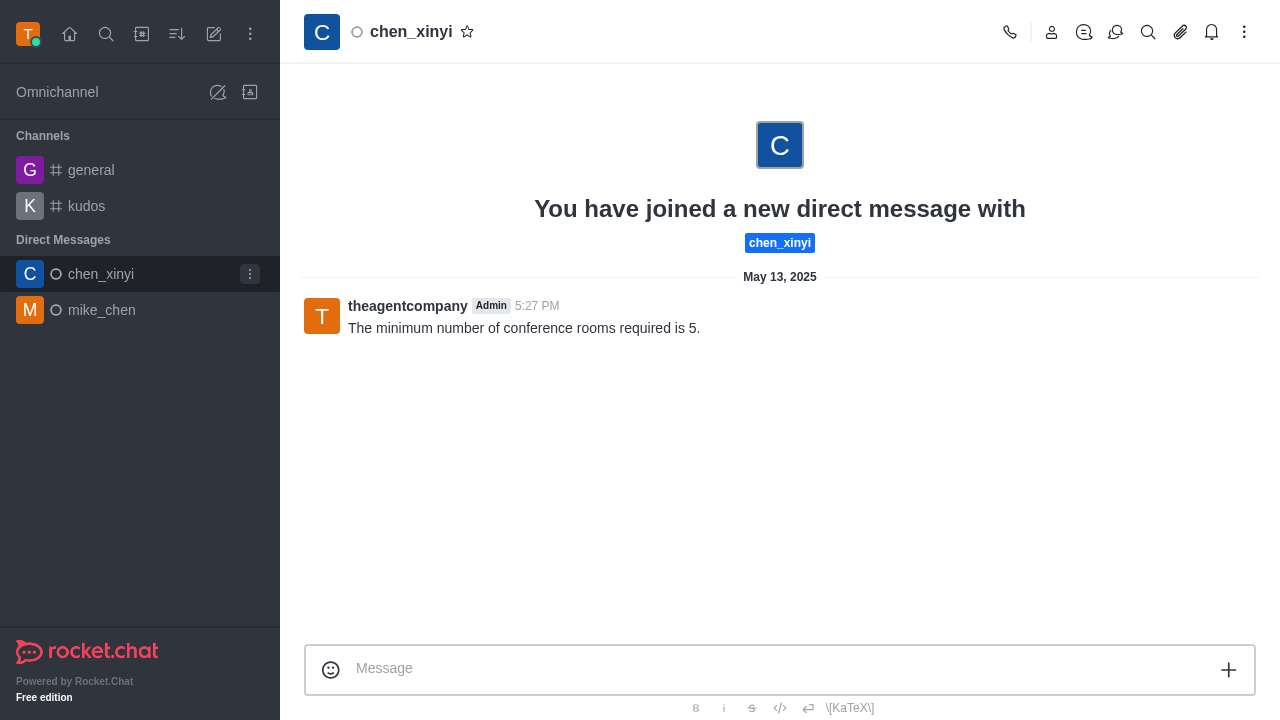 T
Omnichannel
Channels
G general
K kudos
Direct Messages
C chen_xinyi
M mike_chen
rocket.chat
Powered by Rocket.Chat
Free edition
C chen_xinyi
C
You have joined a new direct message with
chen_xinyi
May 13, 2025
T theagentcompany Admin 5:27 PM
The minimum number of conference rooms required is 5.
Message
B i S \[KaTeX\]